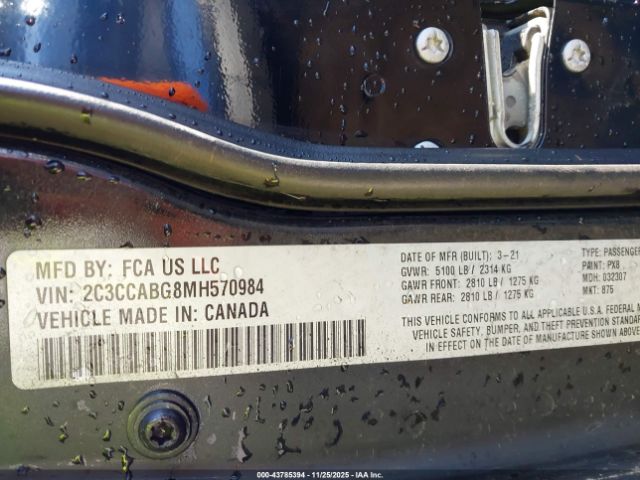 MFD BY: FCA US LLC
VIN: 2C3CCABG8MH570984
VEHICLE MADE IN: CANADA
DATE OF MFR (BUILT): 3-21
GVWR: 5100 LB / 2314 KG
GAWR FRONT: 2810 LB / 1275 KG
GAWR REAR: 2810 LB / 1275 KG
TYPE: PASSENGER
PAINT: PX8
MDH: 032307
MKT: 875
THIS VEHICLE CONFORMS TO ALL APPLICABLE U.S.A. FEDERAL
VEHICLE SAFETY, BUMPER, AND THEFT PREVENTION STANDAR
IN EFFECT ON THE DATE OF MANUFACTURE SHOWN ABOVE
000-43785394 11/25/2025 IAA Inc.